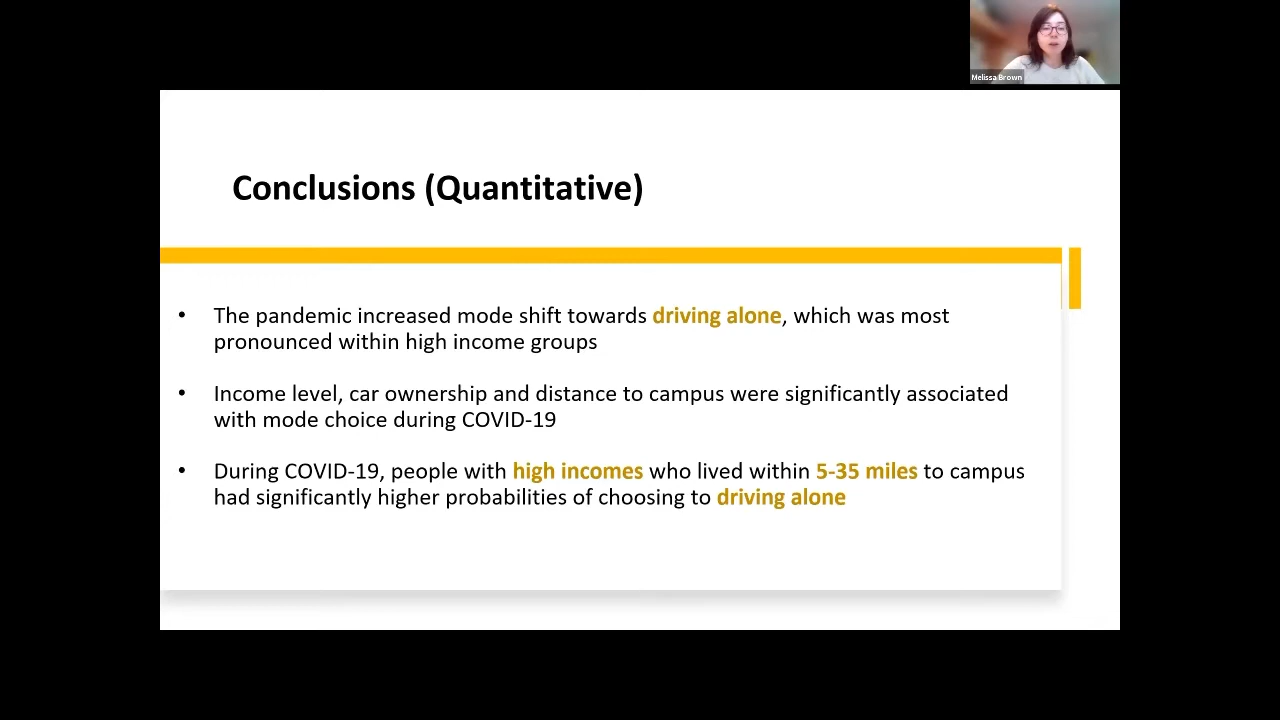 Melissa Brown
Conclusions (Quantitative)
• The pandemic increased mode shift towards driving alone, which was most
pronounced within high income groups
• Income level, car ownership and distance to campus were significantly associated
with mode choice during COVID-19
• During COVID-19, people with high incomes who lived within 5-35 miles to campus
had significantly higher probabilities of choosing to driving alone